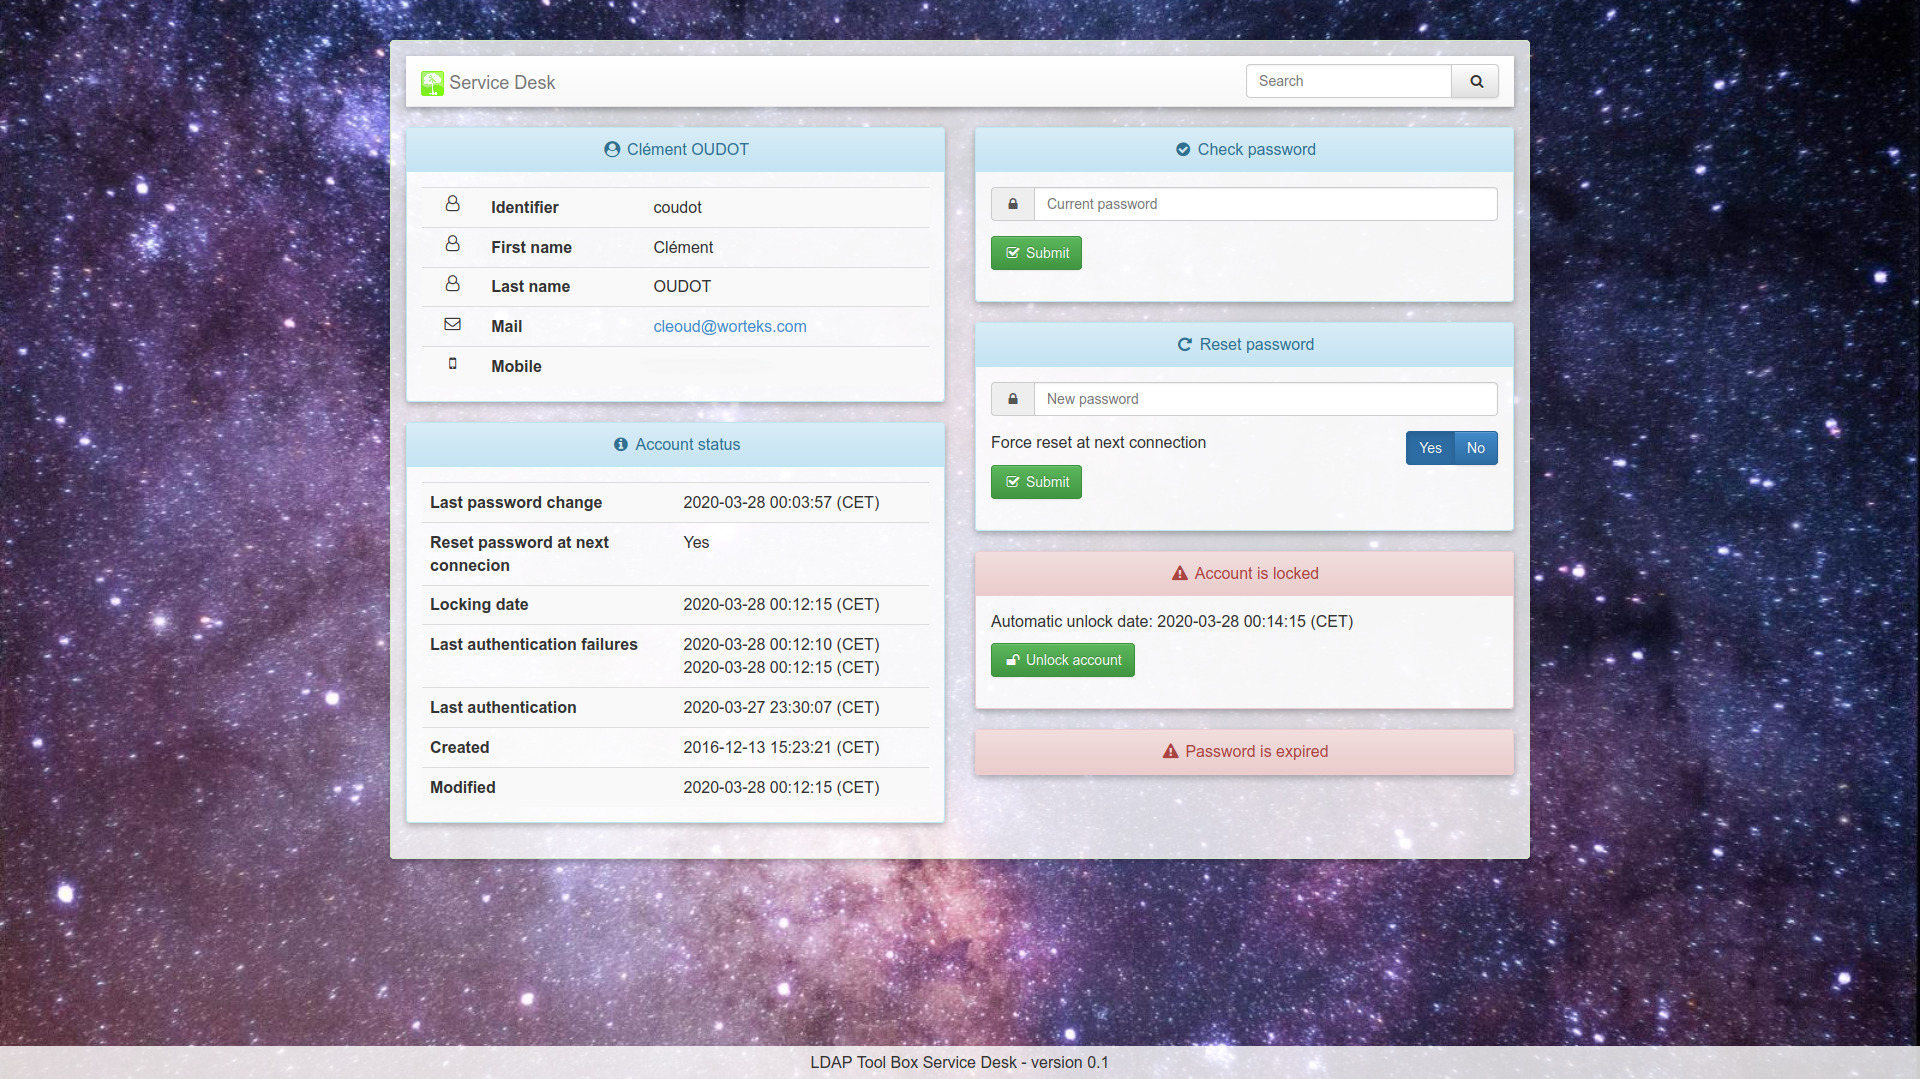 Service Desk
Search
Clément OUDOT
Identifier coudot
First name Clément
Last name OUDOT
Mail cleoud@worteks.com
Mobile
Account status
Last password change 2020-03-28 00:03:57 (CET)
Reset password at next Yes
connecion
Locking date 2020-03-28 00:12:15 (CET)
Last authentication failures 2020-03-28 00:12:10 (CET)
2020-03-28 00:12:15 (CET)
Last authentication 2020-03-27 23:30:07 (CET)
Created 2016-12-13 15:23:21 (CET)
Modified 2020-03-28 00:12:15 (CET)
Check password
Current password
Submit
Reset password
New password
Force reset at next connection Yes No
Submit
Account is locked
Automatic unlock date: 2020-03-28 00:14:15 (CET)
Unlock account
Password is expired
LDAP Tool Box Service Desk - version 0.1